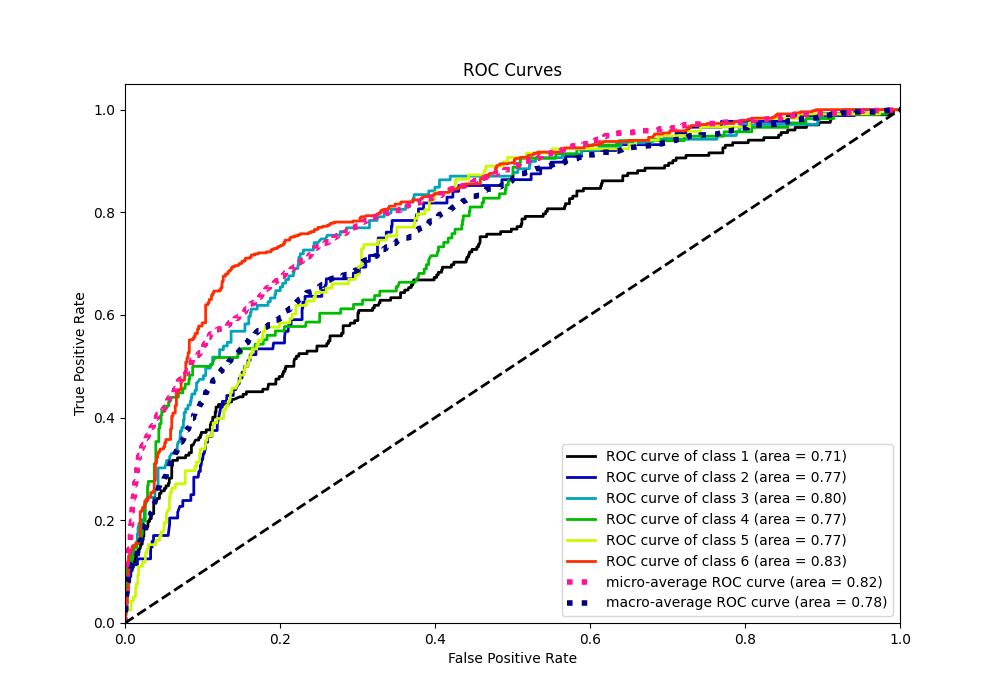 ROC Curves
1.0
0.8
0.6
0.4
0.2
0.0
True Positive Rate
ROC curve of class 1 (area = 0.71)
ROC curve of class 2 (area = 0.77)
ROC curve of class 3 (area = 0.80)
ROC curve of class 4 (area = 0.77)
ROC curve of class 5 (area = 0.77)
ROC curve of class 6 (area = 0.83)
micro-average ROC curve (area = 0.82)
macro-average ROC curve (area = 0.78)
0.0 0.2 0.4 0.6 0.8 1.0
False Positive Rate